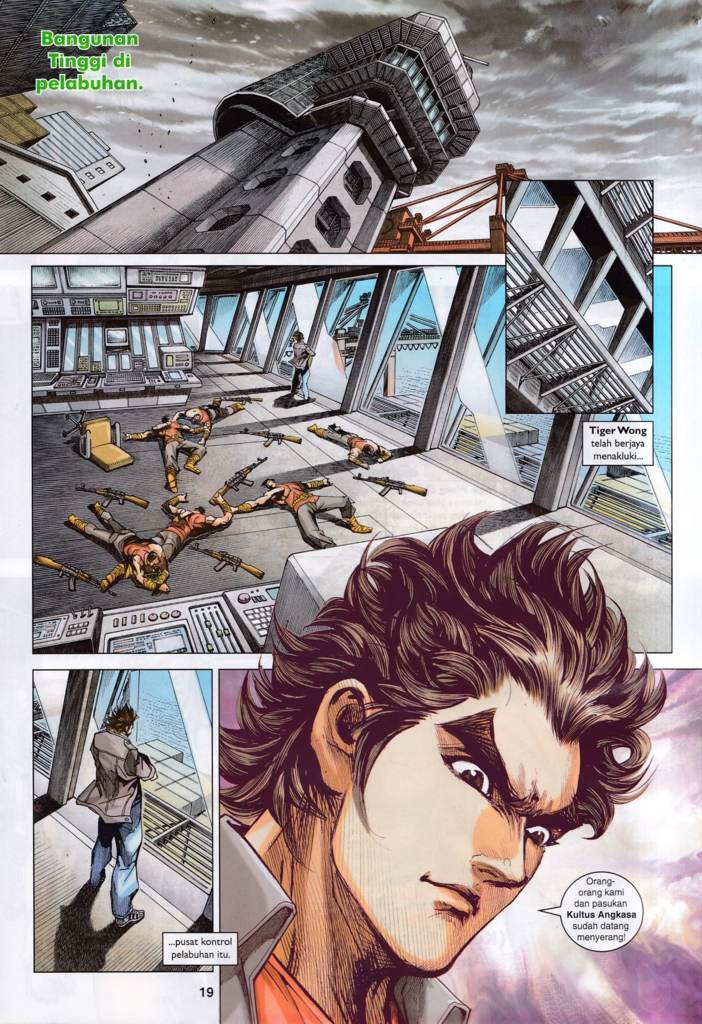 Bangunan
Tinggi di
pelabuhan.
Tiger Wong
telah berjaya
menakluki...
...pusat kontrol
pelabuhan itu.
Orang-
orang kami
dan pasukan
Kultus Angkasa
sudah datang
menyerang!
19